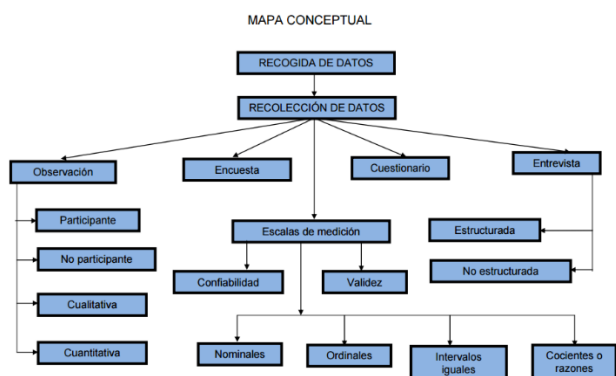 MAPA CONCEPTUAL
RECOGIDA DE DATOS
RECOLECCIÓN DE DATOS
Observación
Encuesta
Cuestionario
Entrevista
Participante
No participante
Cualitativa
Cuantitativa
Escalas de medición
Confiabilidad
Validez
Estructurada
No estructurada
Nominales
Ordinales
Intervalos
iguales
Cocientes o
razones